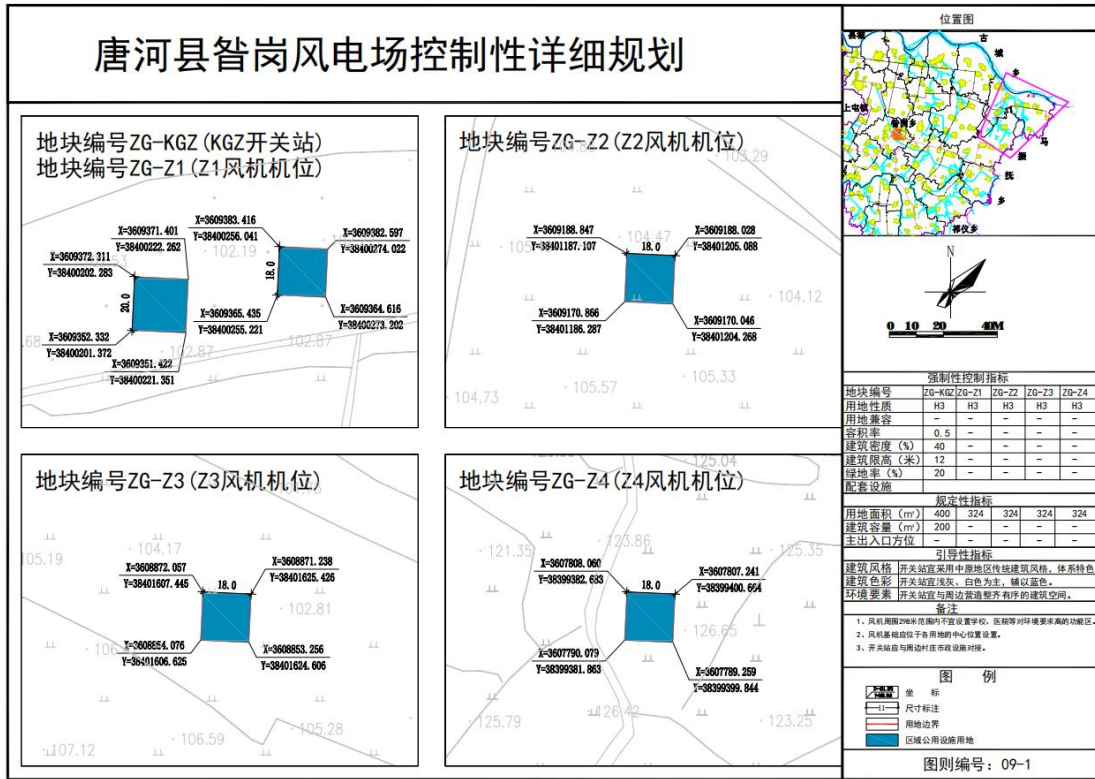 唐河县昝岗风电场控制性详细规划
地块编号ZG-KGZ(KGZ开关站)
地块编号ZG-Z1(Z1风机机位)
X=3609383.416
Y=38400256.041
X=3609371.401
Y=38400222.262
X=3609382.597
Y=38400274.022
X=3609372.311
Y=38400202.283
102.19
18.0
20.0
X=3609365.435
Y=38400255.221
X=3609364.616
Y=38400273.202
X=3609352.332
Y=38400201.372
102.87
102.87
X=3609351.422
Y=38400221.351
地块编号ZG-Z2(Z2风机机位)
103.29
X=3609188.847
Y=38401187.107
104.47
18.0
X=3609188.028
Y=38401205.088
104.12
X=3609170.866
Y=38401186.287
X=3609170.046
Y=38401204.268
105.33
105.57
104.73
地块编号ZG-Z3(Z3风机机位)
104.17
105.19
X=3608872.057
Y=38401607.445
18.0
X=3608871.238
Y=38401625.426
102.81
X=3608854.076
Y=38401606.625
X=3608853.256
Y=38401624.606
105.28
106.59
107.12
地块编号ZG-Z4(Z4风机机位)
125.04
123.86
121.35
125.35
X=3607808.060
Y=38399382.683
18.0
X=3607807.241
Y=38399400.664
126.65
X=3607790.079
Y=38399381.863
X=3607789.259
Y=38399399.844
126.42
125.79
123.25
位置图
古
城
乡
上屯镇
昝岗乡
马
振
抚
乡
祁仪乡
N
0 10 20 40M
强制性控制指标
地块编号 ZG-KGZ ZG-Z1 ZG-Z2 ZG-Z3 ZG-Z4
用地性质 H3 H3 H3 H3 H3
用地兼容 - - - - -
容积率 0.5 - - - -
建筑密度(%) 40 - - - -
建筑限高(米) 12 - - - -
绿地率(%) 20 - - - -
配套设施
规定性指标
用地面积(㎡) 400 324 324 324 324
建筑容量(㎡) 200 - - - -
主出入口方位 - - - - -
引导性指标
建筑风格 开关站宜采用中原地区传统建筑风格,体系特色
建筑色彩 开关站宜浅灰、白色为主,辅以蓝色。
环境要素 开关站宜与周边营造整齐有序的建筑空间。
备注
1、风机周围298米范围内不宜设置学校、医院等对环境要求高的功能区。
2、风机基础应位于各用地的中心位置设置。
3、开关站应与周边村庄市政设施对接。
图 例
坐 标
尺寸标注
用地边界
区域公用设施用地
图则编号:09-1